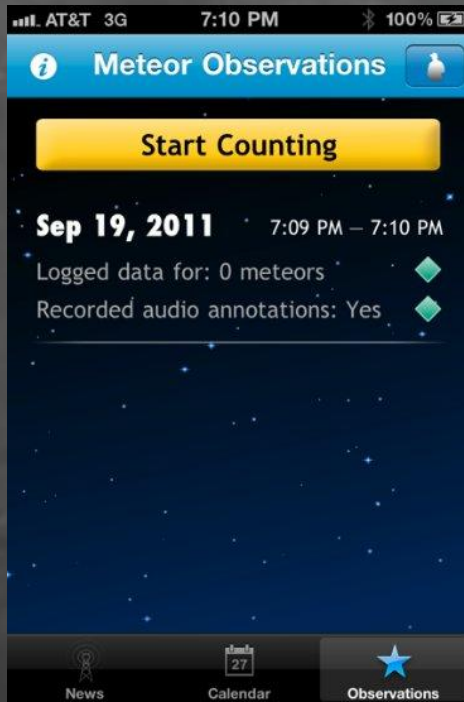 AT&T 3G 7:10 PM 100%
i Meteor Observations
Start Counting
Sep 19, 2011 7:09 PM – 7:10 PM
Logged data for: 0 meteors
Recorded audio annotations: Yes
27
News Calendar Observations